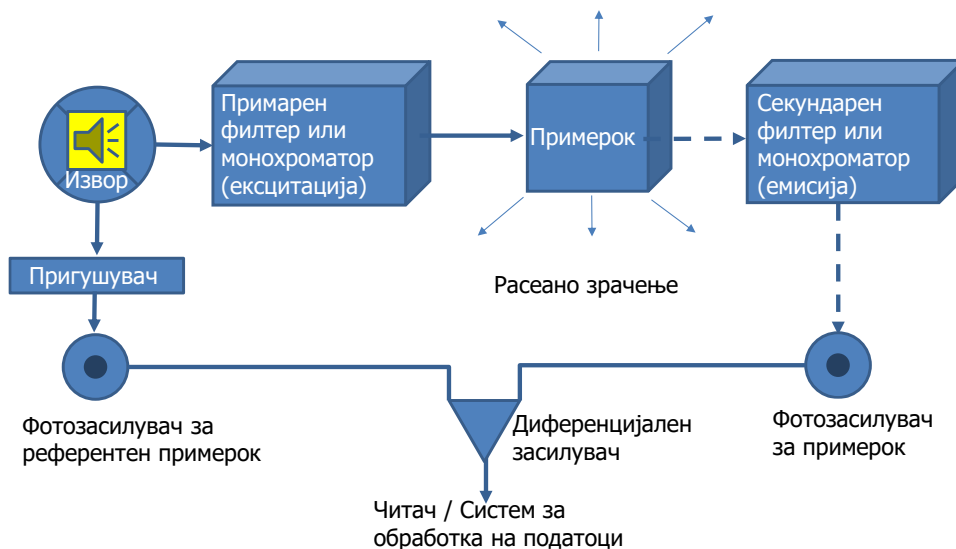 Извор
Примарен
филтер или
монохроматор
(ексцитација)
Примерок
Секундарен
филтер или
монохроматор
(емисија)
Пригушувач
Расеано зрачење
Фотозасилувач за
референтен примерок
Диференцијален
засилувач
Фотозасилувач
за примерок
Читач / Систем за
обработка на податоци